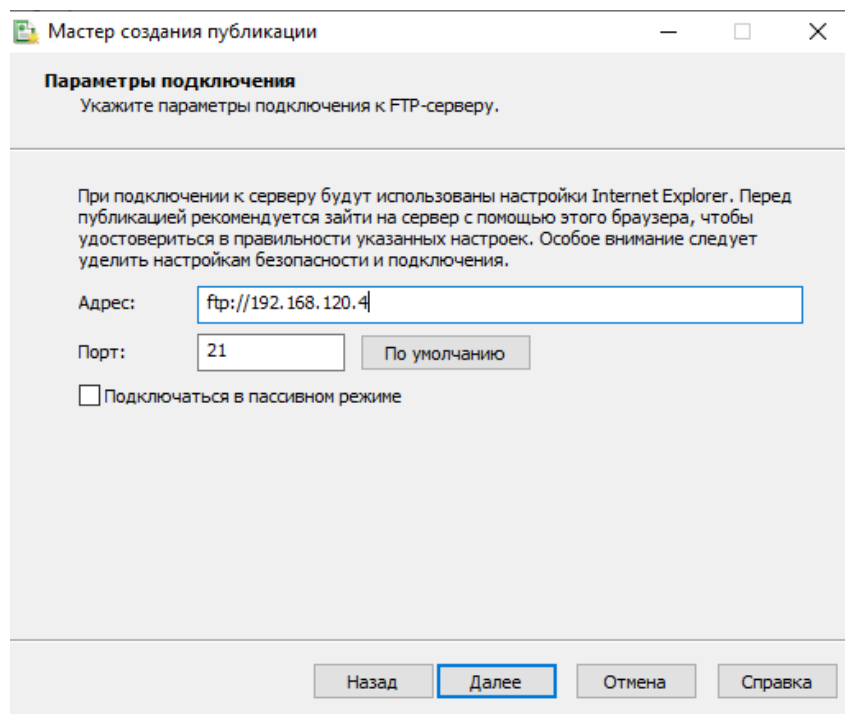 Мастер создания публикации
Параметры подключения
Укажите параметры подключения к FTP-серверу.
При подключении к серверу будут использованы настройки Internet Explorer. Перед
публикацией рекомендуется зайти на сервер с помощью этого браузера, чтобы
удостовериться в правильности указанных настроек. Особое внимание следует
уделить настройкам безопасности и подключения.
Адрес: ftp://192.168.120.4
Порт: 21 По умолчанию
Подключаться в пассивном режиме
Назад Далее Отмена Справка